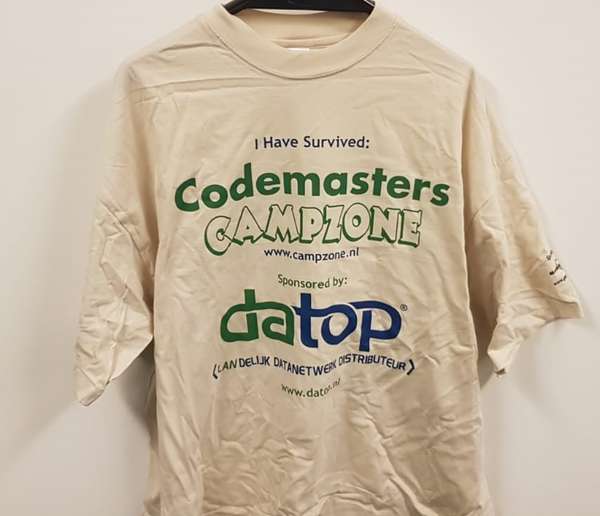 I Have Survived:
Codemasters
CAMPZONE
www.campzone.nl
Sponsored by:
datop®
(LANDELIJK DATANETWERK DISTRIBUTEUR)
www.datop.nl